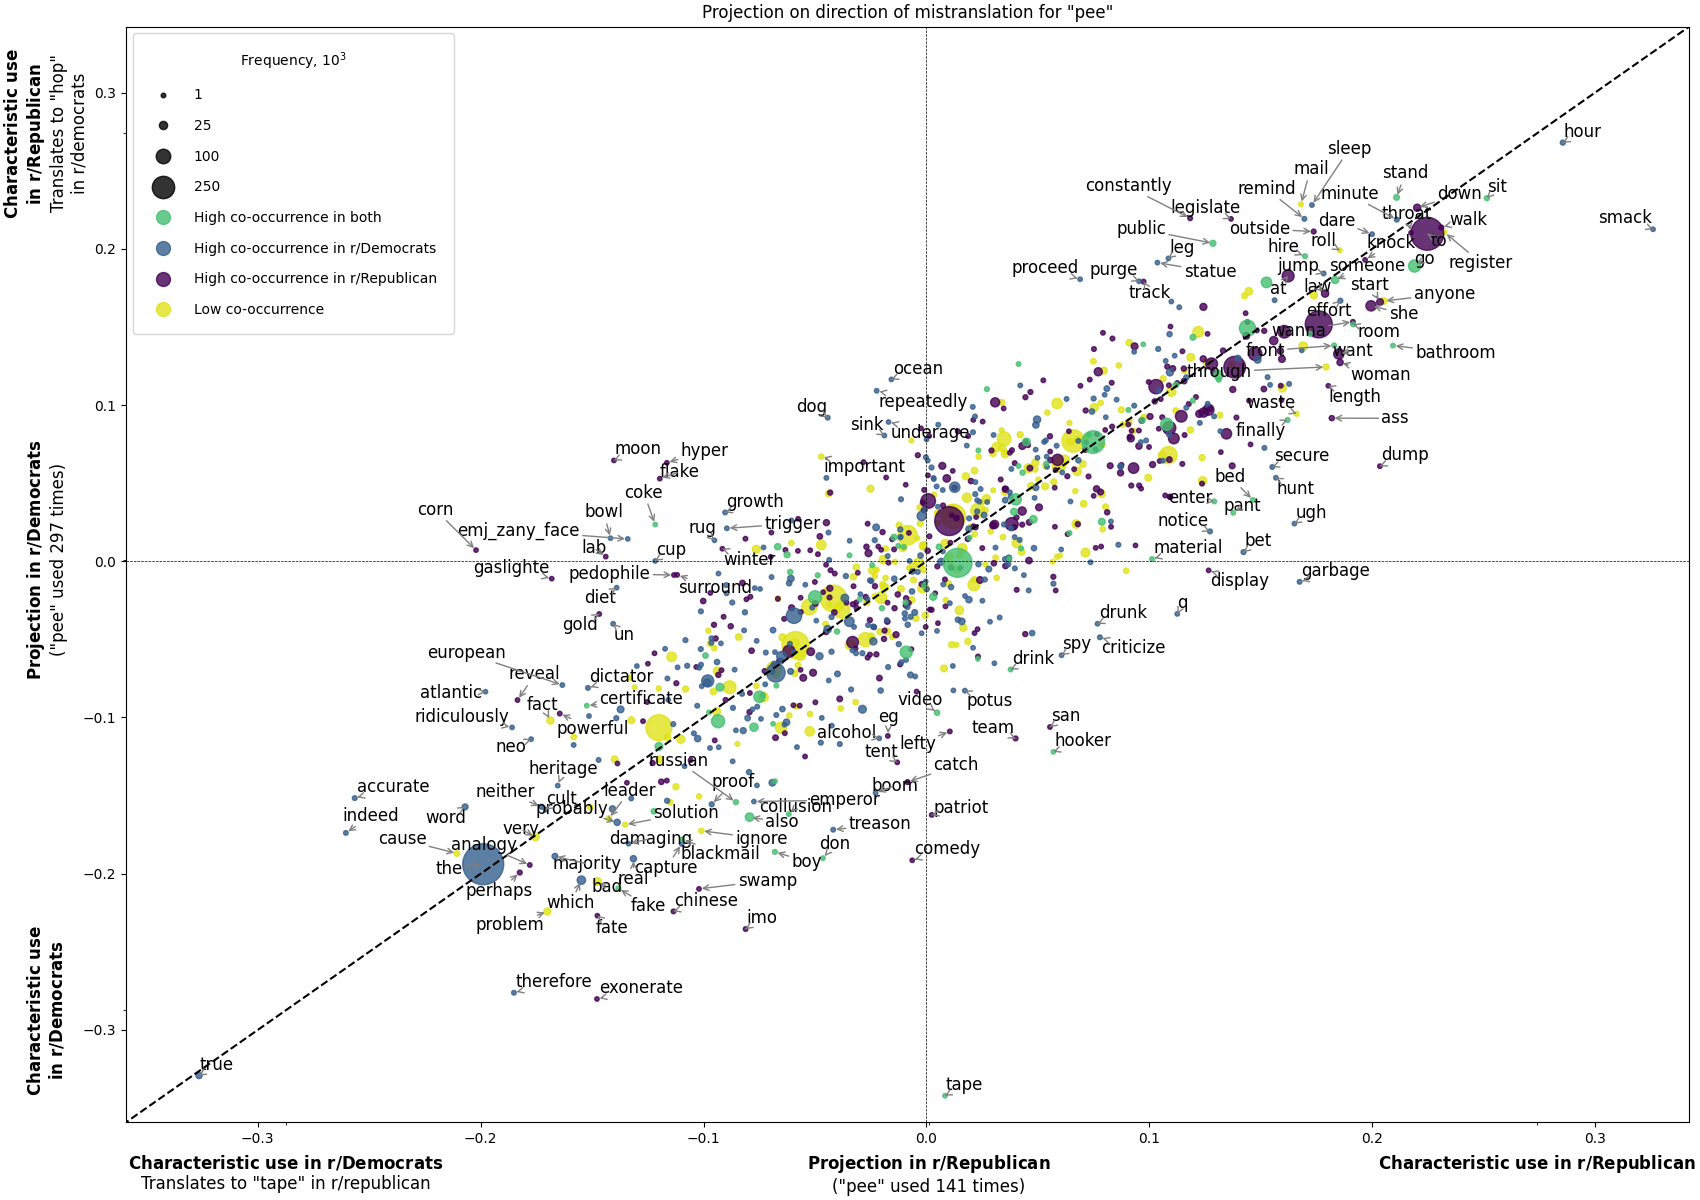 Projection on direction of mistranslation for "pee"
Characteristic use
in r/Republican
Translates to "hop"
in r/democrats
Projection in r/Democrats
("pee" used 297 times)
Characteristic use
in r/Democrats
Frequency, 10³
1
25
100
250
High co-occurrence in both
High co-occurrence in r/Democrats
High co-occurrence in r/Republican
Low co-occurrence
0.3
0.2
0.1
0.0
−0.1
−0.2
−0.3
hour
sleep
mail
stand
constantly
remind
minute
down
sit
legislate
throat
walk
smack
public
outside
dare
knock
to
hire
roll
leg
go
register
proceed
purge
statue
jump
someone
track
at
law
start
anyone
effort
she
wanna
room
front
want
bathroom
ocean
through
woman
repeatedly
length
dog
waste
ass
sink
underage
finally
moon
hyper
secure
dump
flake
important
bed
hunt
coke
enter
pant
corn
bowl
growth
notice
ugh
emj_zany_face
rug
trigger
lab
cup
winter
material
bet
gaslighte
pedophile
surround
display
garbage
diet
gold
un
drunk
q
european
spy
criticize
reveal
dictator
drink
atlantic
fact
certificate
video
potus
ridiculously
powerful
eg
san
neo
alcohol
lefty
team
hooker
russian
tent
heritage
catch
accurate
neither
cult
leader
proof
boom
indeed
word
probably
solution
collusion
emperor
patriot
cause
very
also
treason
analogy
damaging
ignore
don
the
majority
capture
blackmail
boy
comedy
perhaps
bad
real
swamp
which
fake
chinese
problem
fate
imo
therefore
exonerate
true
tape
−0.3
−0.2
−0.1
0.0
0.1
0.2
0.3
Characteristic use in r/Democrats
Translates to "tape" in r/republican
Projection in r/Republican
("pee" used 141 times)
Characteristic use in r/Republican